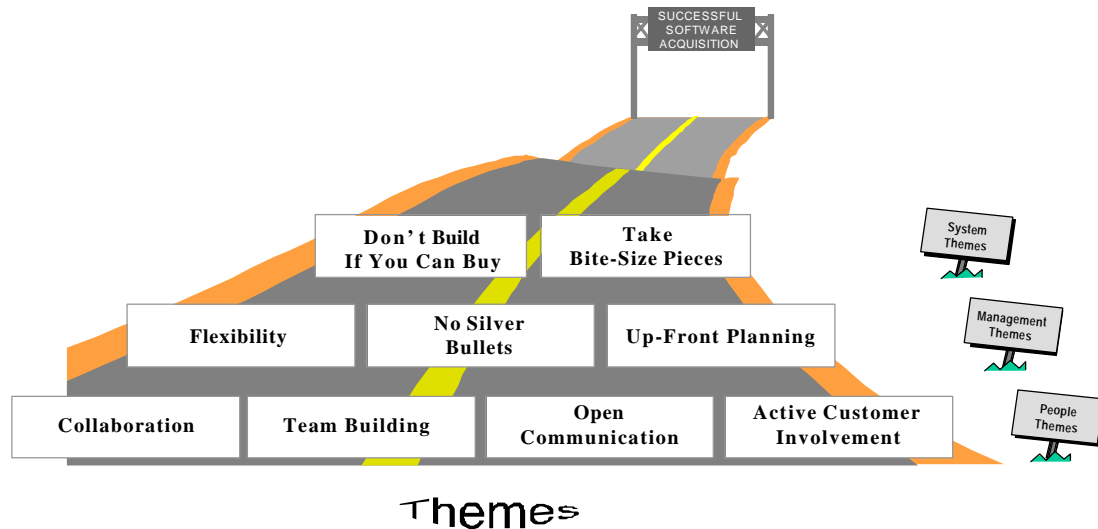 SUCCESSFUL
SOFTWARE
ACQUISITION
Don't Build
If You Can Buy
Take
Bite-Size Pieces
System
Themes
Flexibility
No Silver
Bullets
Up-Front Planning
Management
Themes
Collaboration
Team Building
Open
Communication
Active Customer
Involvement
People
Themes
Themes